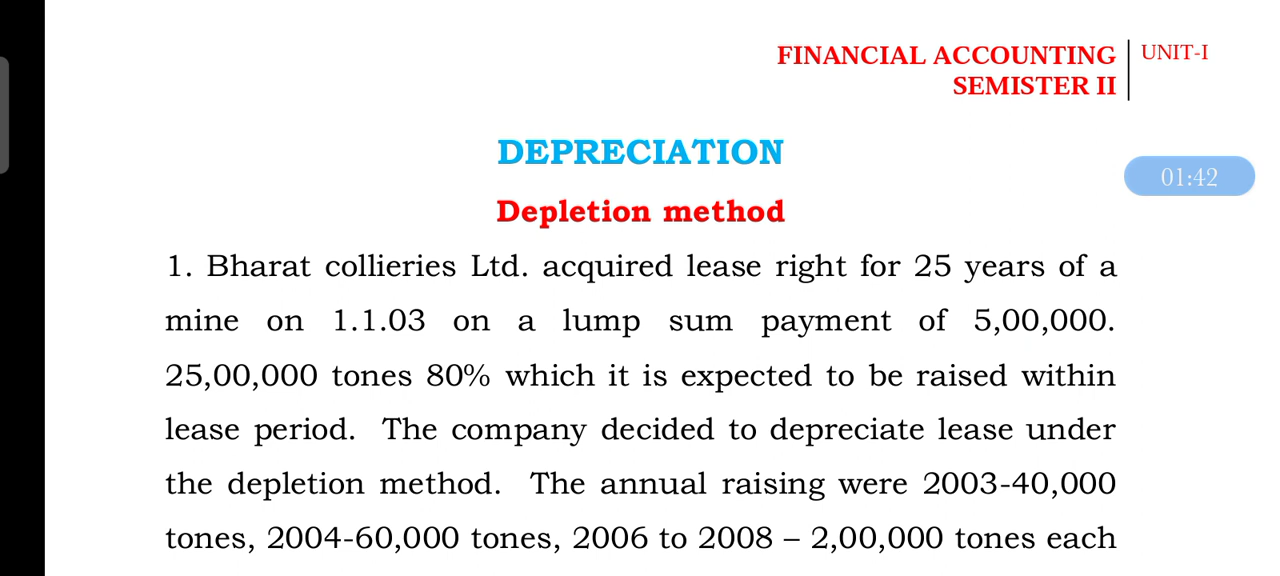 FINANCIAL ACCOUNTING
SEMISTER II
UNIT-I
DEPRECIATION
01:42
Depletion method
1. Bharat collieries Ltd. acquired lease right for 25 years of a
mine on 1.1.03 on a lump sum payment of 5,00,000.
25,00,000 tones 80% which it is expected to be raised within
lease period. The company decided to depreciate lease under
the depletion method. The annual raising were 2003-40,000
tones, 2004-60,000 tones, 2006 to 2008 – 2,00,000 tones each